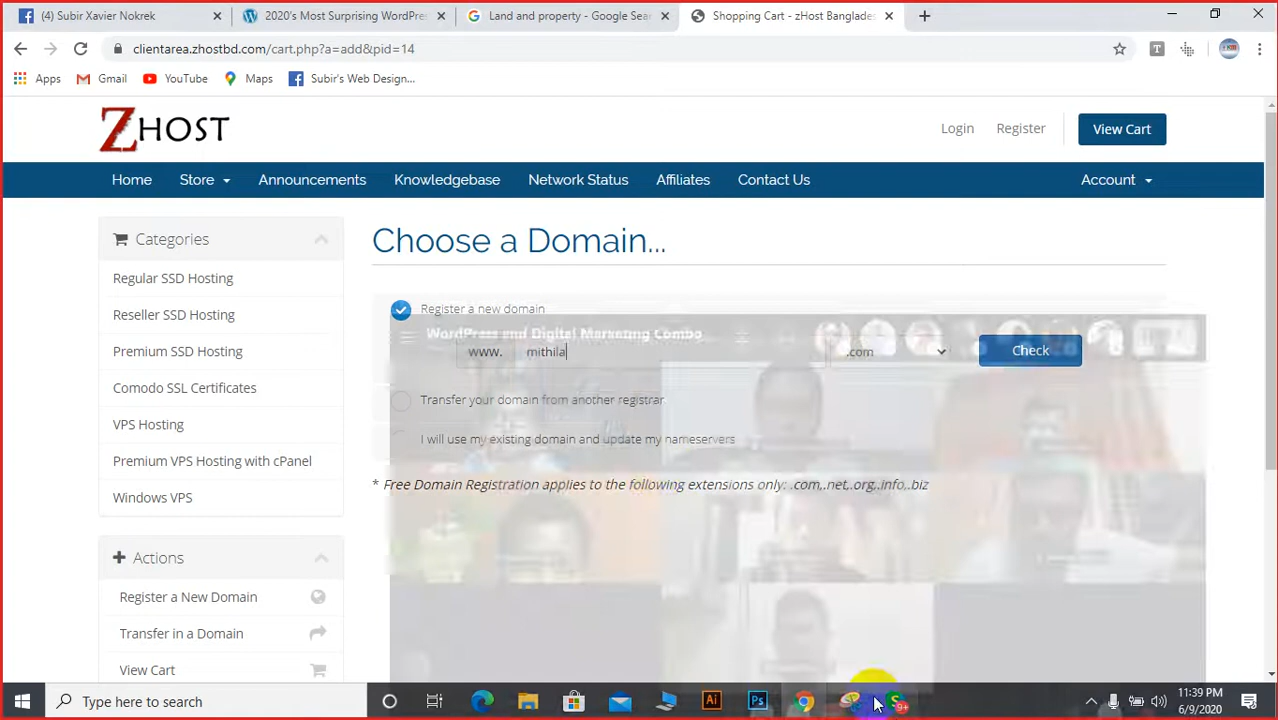 (4) Subir Xavier Nokrek
2020's Most Surprising WordPre
Land and property - Google Sear
Shopping Cart - zHost Banglades
clientarea.zhostbd.com/cart.php?a=add&pid=14
Apps
Gmail
YouTube
Maps
Subir's Web Design...
ZHOST
Login
Register
View Cart
Home
Store
Announcements
Knowledgebase
Network Status
Affiliates
Contact Us
Account
Categories
Regular SSD Hosting
Reseller SSD Hosting
Premium SSD Hosting
Comodo SSL Certificates
VPS Hosting
Premium VPS Hosting with cPanel
Windows VPS
Actions
Register a New Domain
Transfer in a Domain
View Cart
Choose a Domain...
Register a new domain
WordPress and Digital Marketing Combo
www.
mithila
.com
Check
Transfer your domain from another registrar
I will use my existing domain and update my nameservers
* Free Domain Registration applies to the following extensions only: .com,.net,.org,.info,.biz
Type here to search
Ai
Ps
S
9+
11:39 PM
6/9/2020